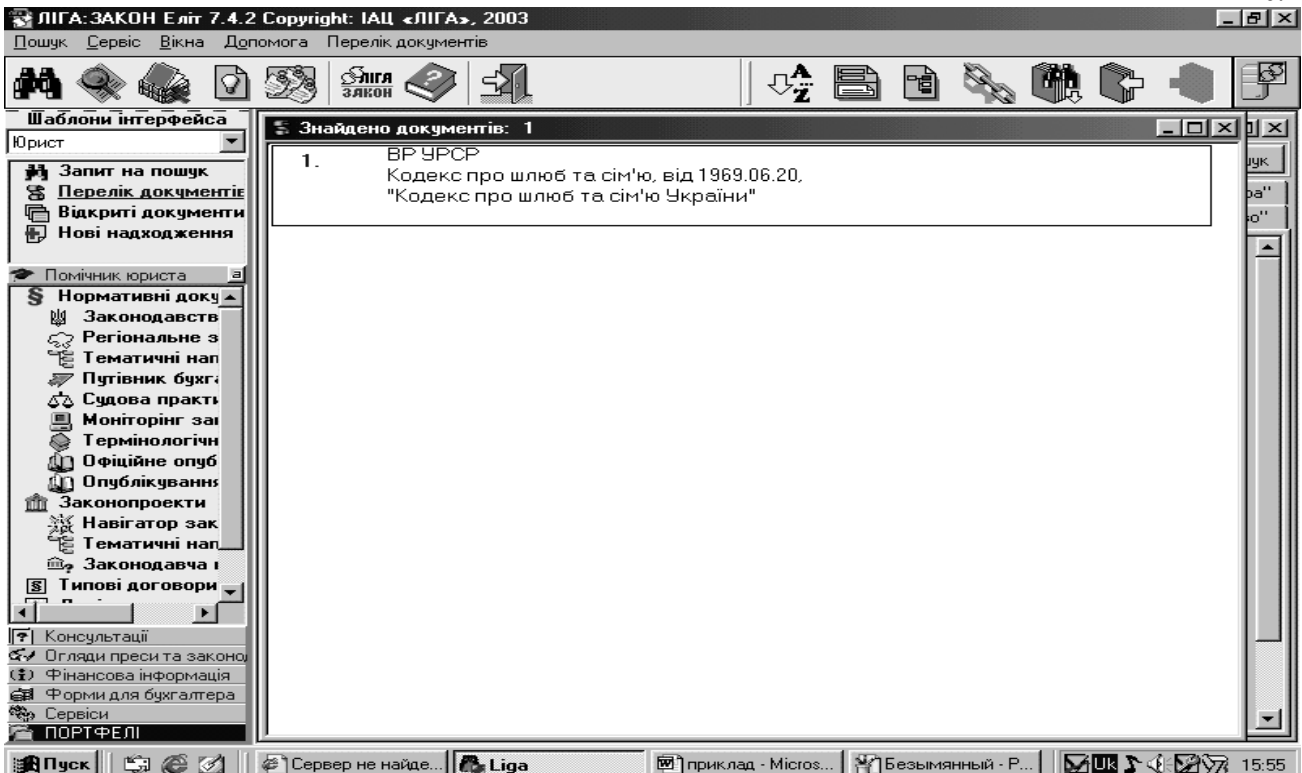 ЛІГА:ЗАКОН Еліт 7.4.2 Copyright: ІАЦ «ЛІГА», 2003
Пошук Сервіс Вікна Допомога Перелік документів
ЛІГА ЗАКОН
Шаблони інтерфейса
Юрист
Запит на пошук
Перелік документів
Відкриті документи
Нові надходження
Помічник юриста
Нормативні доку
Законодавств
Регіональне з
Тематичні нап
Путівник бухг
Судова практи
Моніторінг за
Термінологічн
Офіційне опуб
Опублікування
Законопроекти
Навігатор зак
Тематичні нап
Законодавча
Типові договори
Консультації
Огляди преси та законо
Фінансова інформація
Форми для бухгалтера
Сервіси
ПОРТФЕЛІ
Знайдено документів: 1
1. ВР УРСР
Кодекс про шлюб та сім'ю, від 1969.06.20,
"Кодекс про шлюб та сім'ю України"
Пуск Сервер не найде... Liga приклад - Micros... Безымянный - P... Uk 15:55